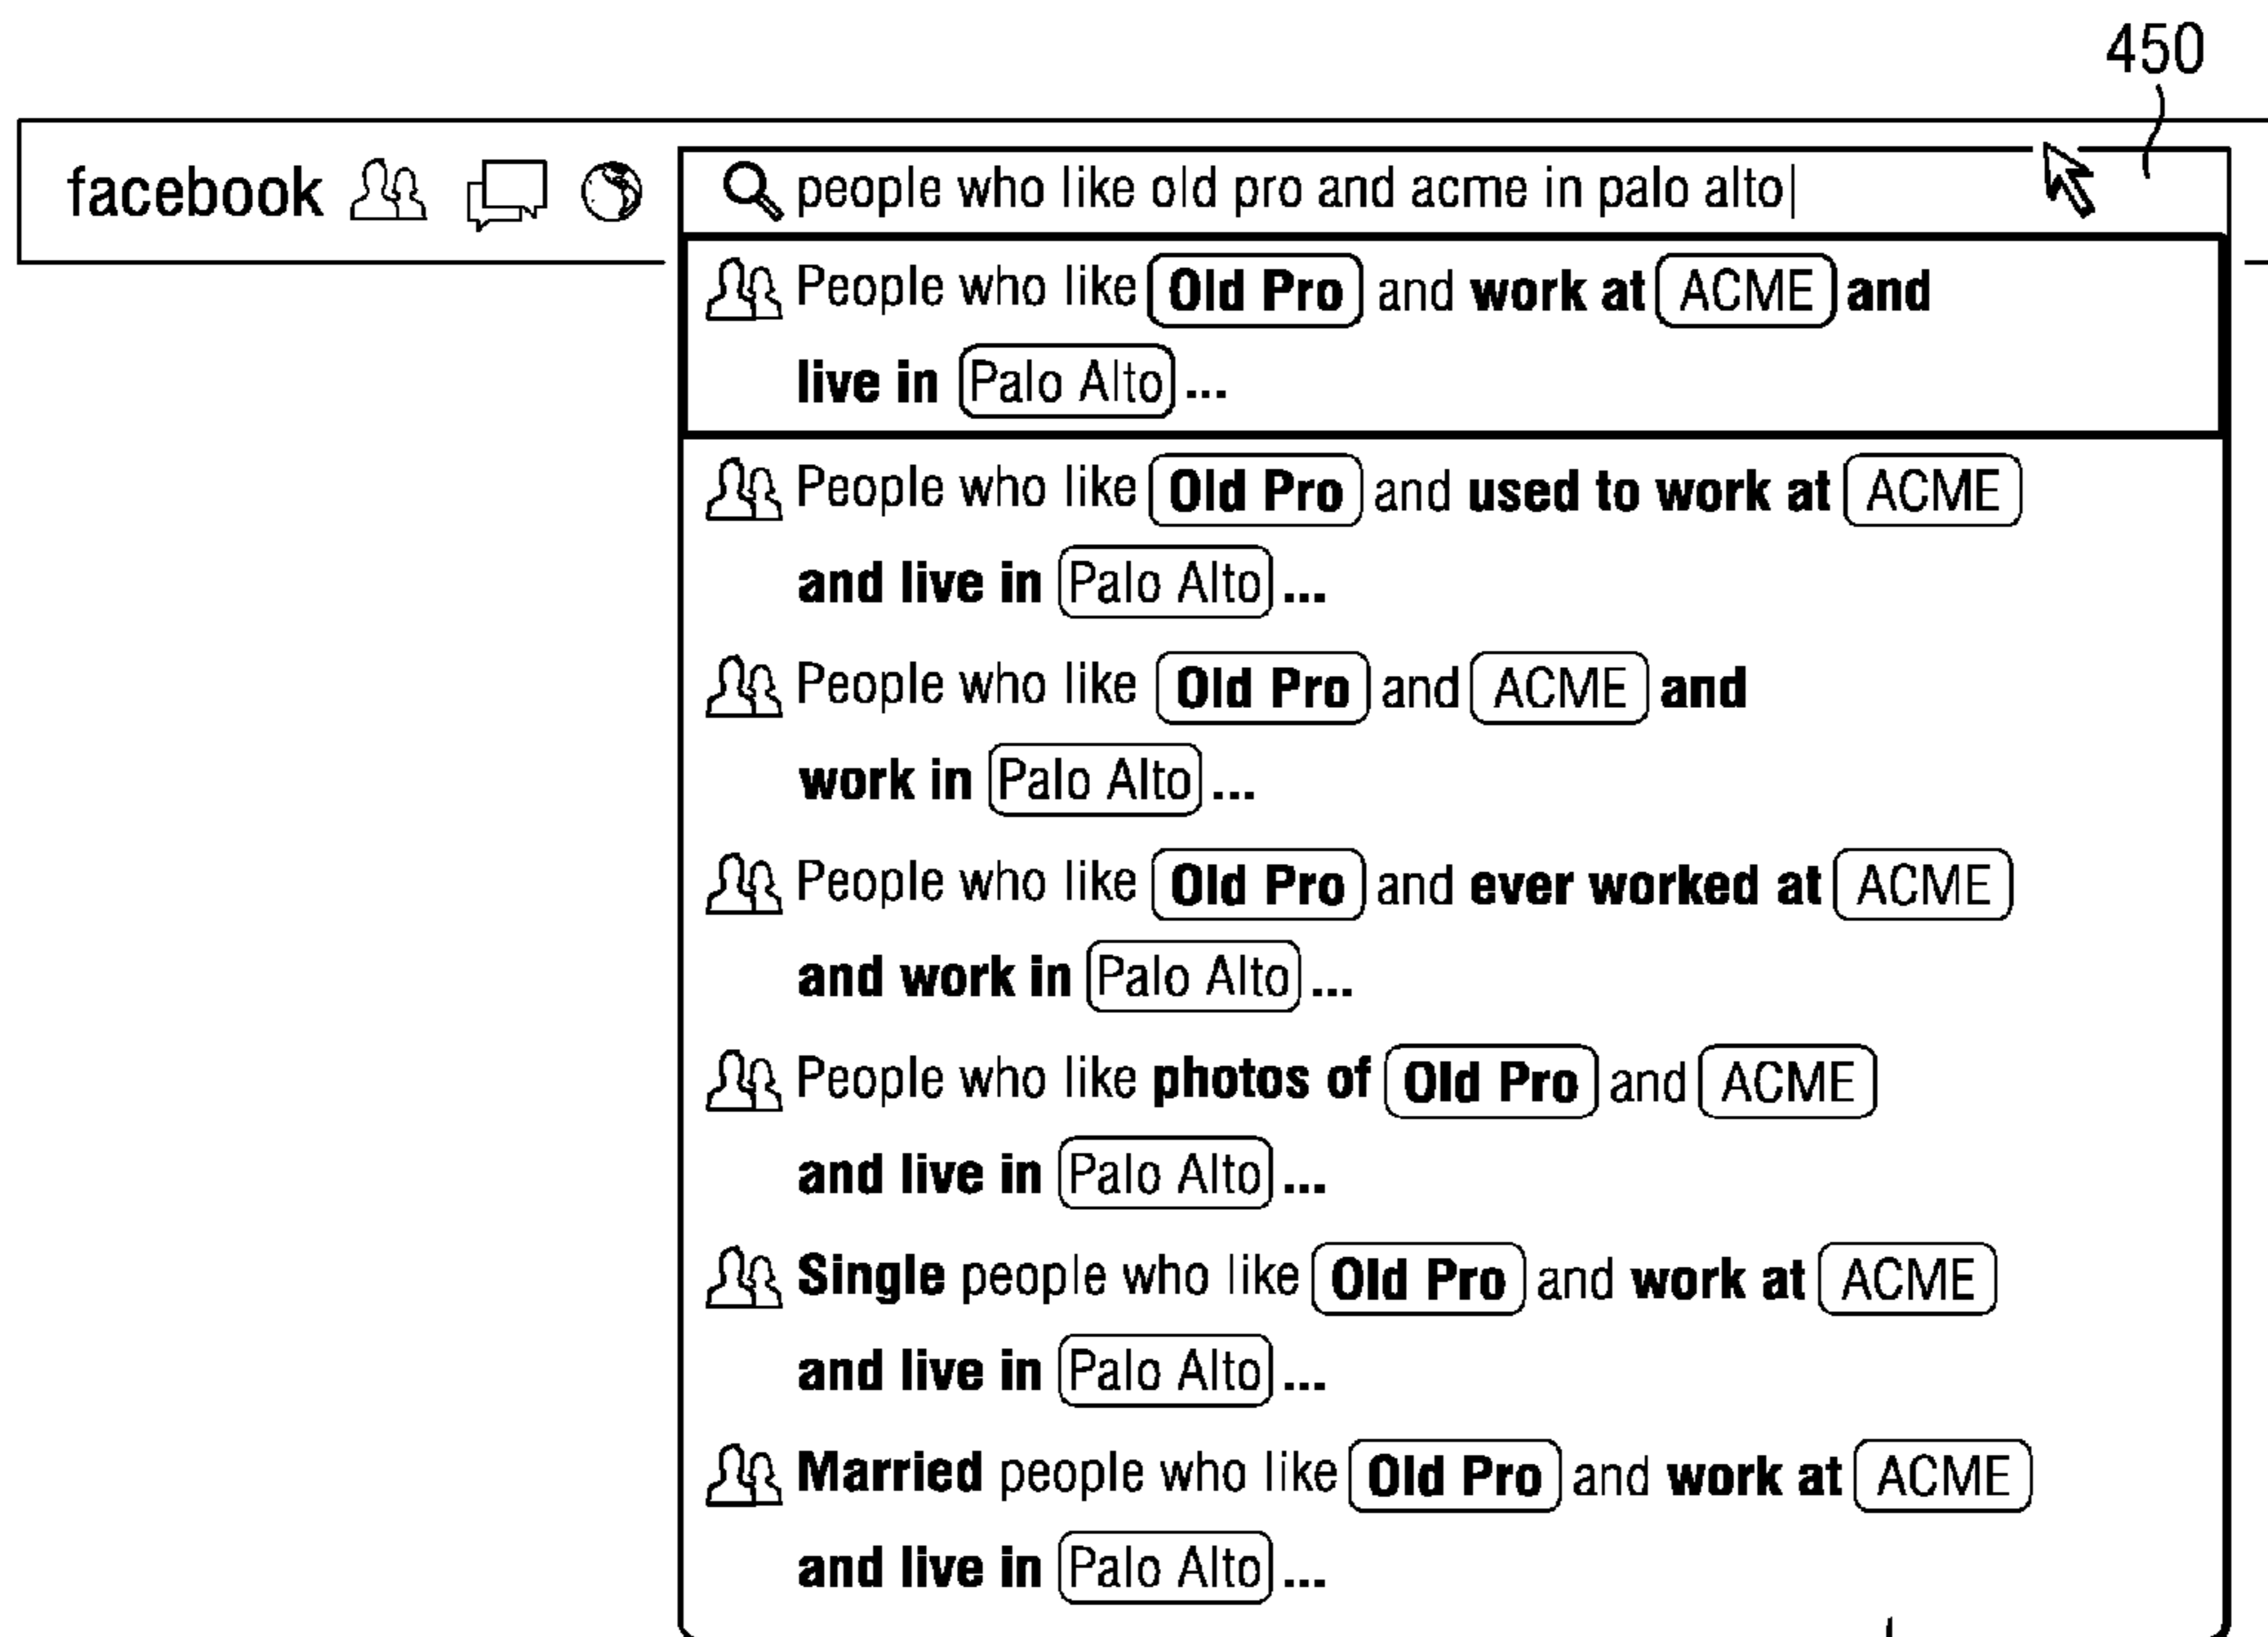 450
facebook people who like old pro and acme in palo alto
People who like Old Pro and work at ACME and
live in Palo Alto ...
People who like Old Pro and used to work at ACME
and live in Palo Alto ...
People who like Old Pro and ACME and
work in Palo Alto ...
People who like Old Pro and ever worked at ACME
and work in Palo Alto ...
People who like photos of Old Pro and ACME
and live in Palo Alto ...
Single people who like Old Pro and work at ACME
and live in Palo Alto ...
Married people who like Old Pro and work at ACME
and live in Palo Alto ...